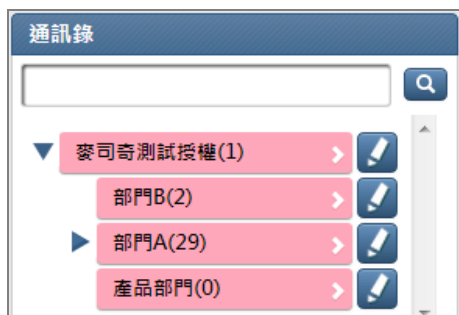 通訊錄
麥司奇測試授權(1)
部門B(2)
部門A(29)
產品部門(0)